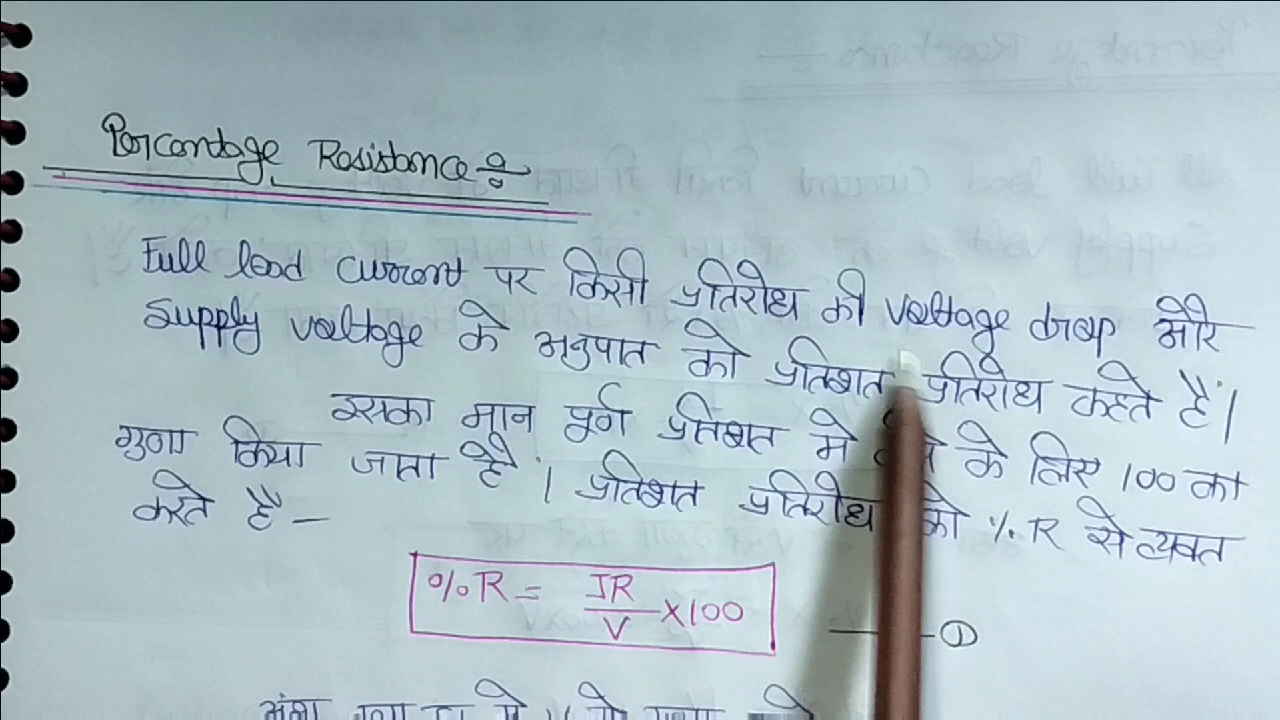 Percentage Resistance :-
Full load current पर किसी प्रतिरोध की voltage drop और
supply voltage के अनुपात को प्रतिशत प्रतिरोध कहते हैं।
इसका मान पूर्ण प्रतिशत मे के लिए 100 का
गुणा किया जाता है । प्रतिशत प्रतिरोध को % R से व्यक्त
करते है –
%R = IR/V ×100
①